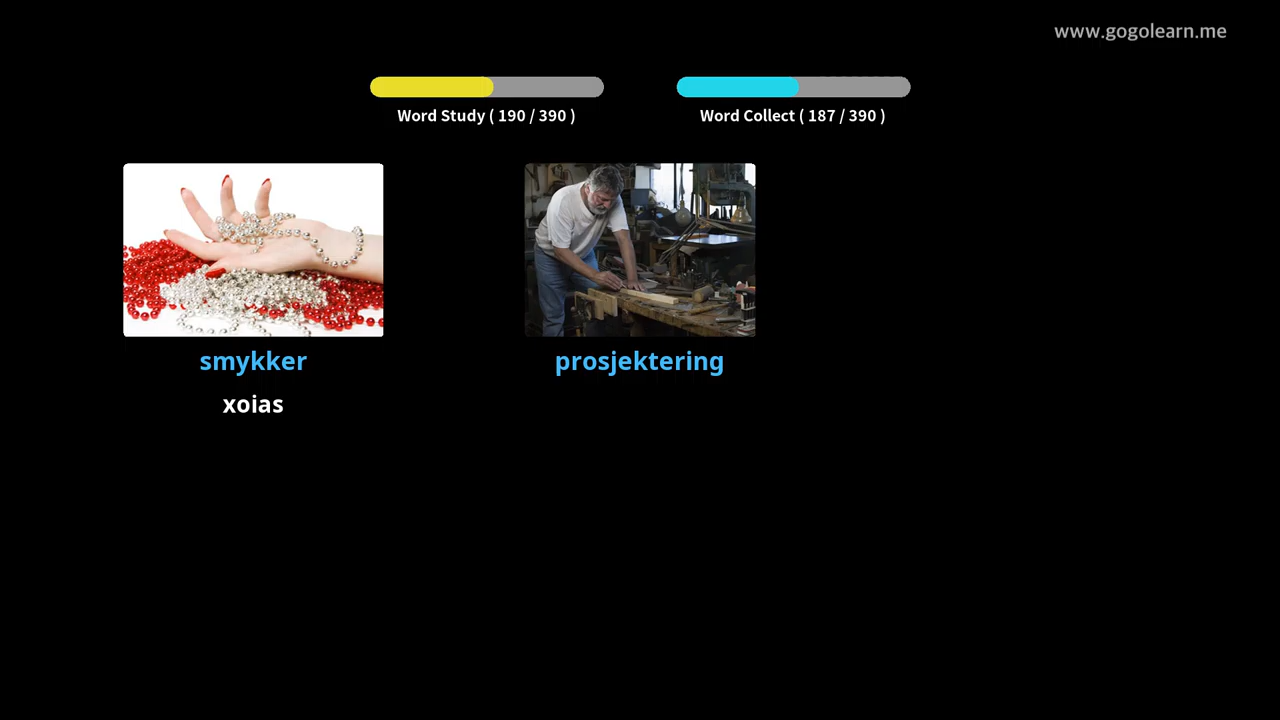 www.gogolearn.me
Word Study ( 190 / 390 )
Word Collect ( 187 / 390 )
smykker
prosjektering
xoias